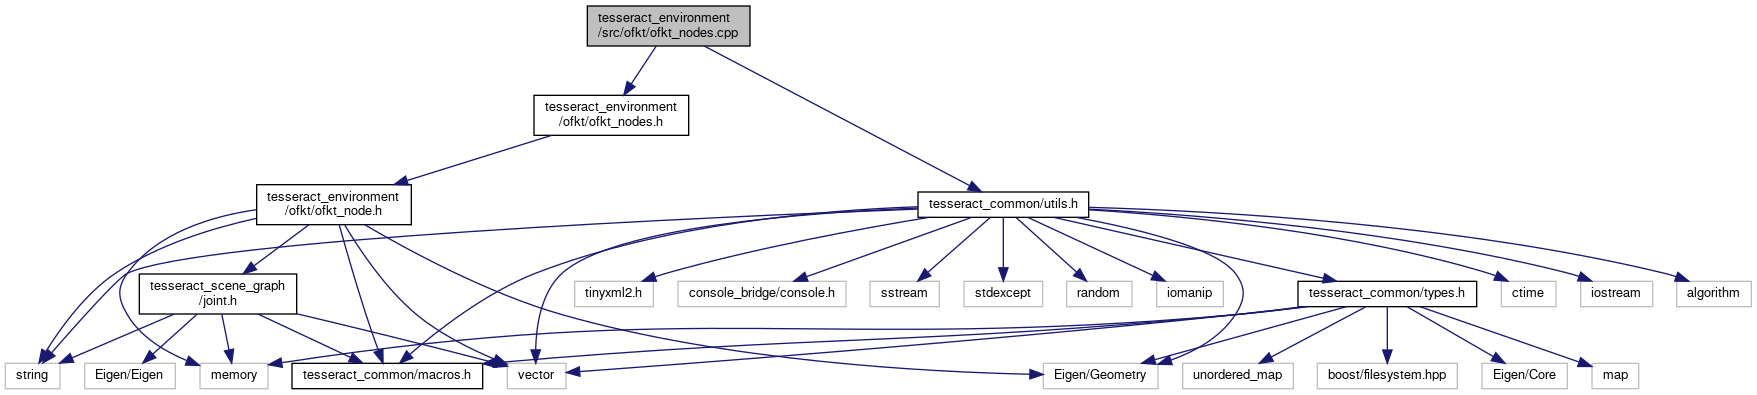 tesseract_environment
/src/ofkt/ofkt_nodes.cpp
tesseract_environment
/ofkt/ofkt_nodes.h
tesseract_environment
/ofkt/ofkt_node.h
tesseract_common/utils.h
tesseract_scene_graph
/joint.h
tinyxml2.h
console_bridge/console.h
sstream
stdexcept
random
iomanip
tesseract_common/types.h
ctime
iostream
algorithm
string
Eigen/Eigen
memory
tesseract_common/macros.h
vector
Eigen/Geometry
unordered_map
boost/filesystem.hpp
Eigen/Core
map